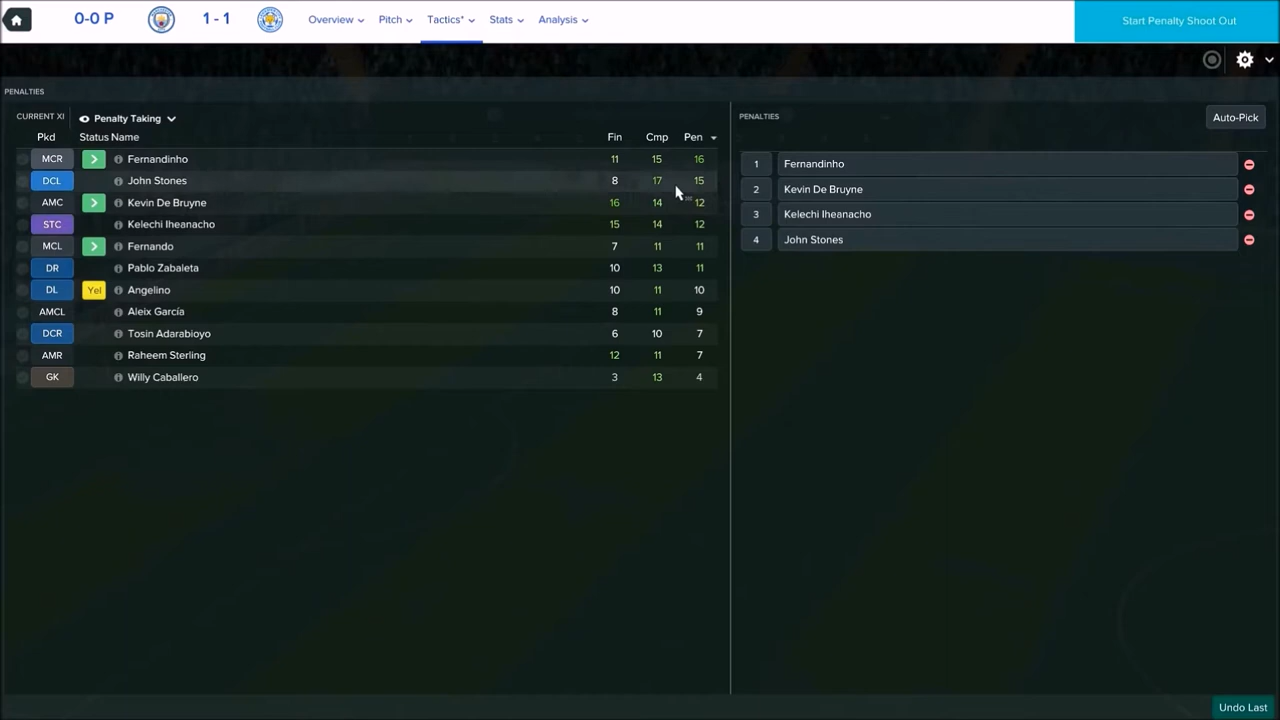 0-0 P 1 - 1 Overview Pitch Tactics* Stats Analysis Start Penalty Shoot Out
PENALTIES
CURRENT XI Penalty Taking PENALTIES Auto-Pick
Pkd Status Name Fin Cmp Pen
MCR Fernandinho 11 15 16
DCL John Stones 8 17 15
AMC Kevin De Bruyne 16 14 12
STC Kelechi Iheanacho 15 14 12
MCL Fernando 7 11 11
DR Pablo Zabaleta 10 13 11
DL Yel Angelino 10 11 10
AMCL Aleix García 8 11 9
DCR Tosin Adarabioyo 6 10 7
AMR Raheem Sterling 12 11 7
GK Willy Caballero 3 13 4
1 Fernandinho
2 Kevin De Bruyne
3 Kelechi Iheanacho
4 John Stones
Undo Last